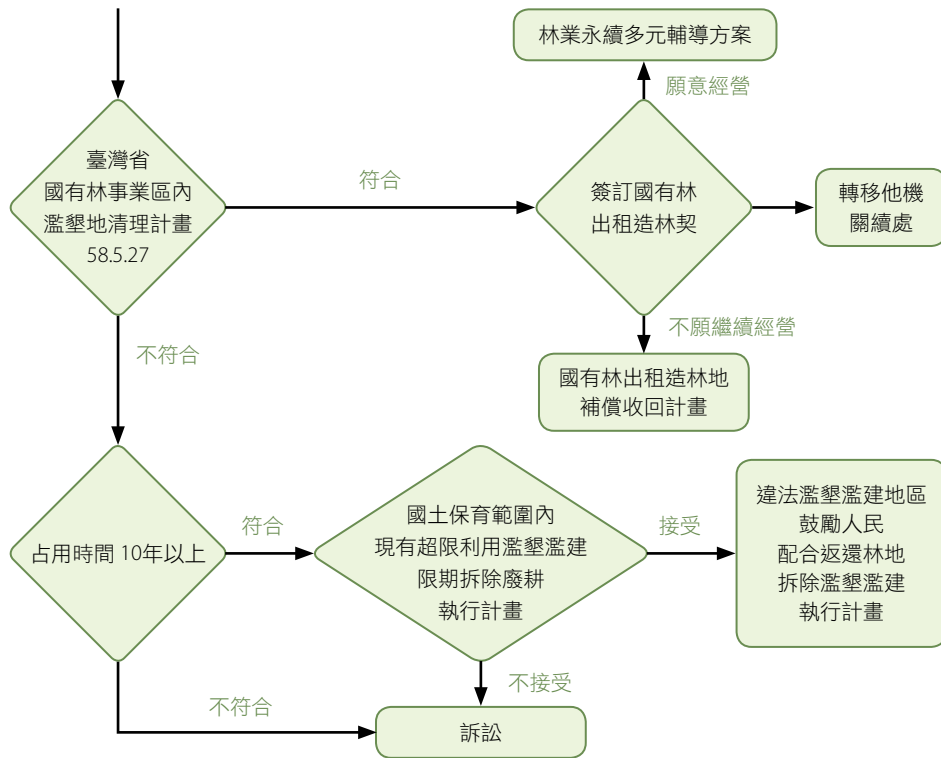 林業永續多元輔導方案
願意經營
臺灣省
國有林事業區內
濫墾地清理計畫
58.5.27
符合
簽訂國有林
出租造林契
轉移他機
關續處
不願繼續經營
不符合
國有林出租造林地
補償收回計畫
占用時間 10年以上
符合
國土保育範圍內
現有超限利用濫墾濫建
限期拆除廢耕
執行計畫
接受
違法濫墾濫建地區
鼓勵人民
配合返還林地
拆除濫墾濫建
執行計畫
不接受
不符合
訴訟